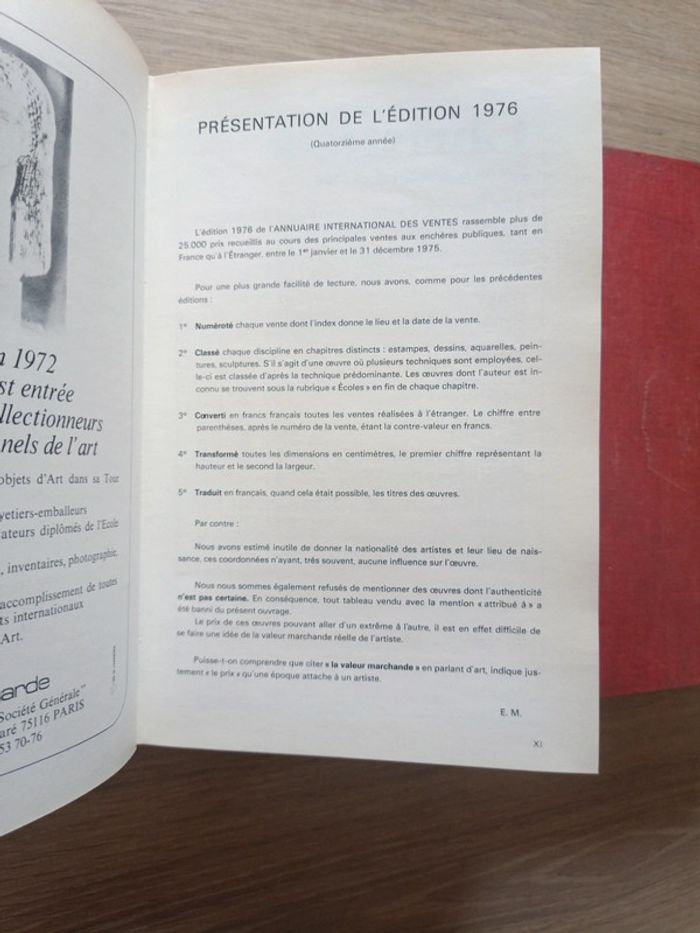 n 1972
st entrée
llectionneurs
nels de l'art
objets d'Art dans sa Tour
yetiers-emballeurs
ateurs diplômés de l'Ecole
, inventaires, photographie,
accomplissement de toutes
ts internationaux
Art.
arde
Société Générale"
aré 75116 PARIS
53 70-76
PRÉSENTATION DE L'ÉDITION 1976
(Quatorzième année)
L'édition 1976 de l'ANNUAIRE INTERNATIONAL DES VENTES rassemble plus de
25.000 prix recueillis au cours des principales ventes aux enchères publiques, tant en
France qu'à l'Étranger, entre le 1er janvier et le 31 décembre 1975.
Pour une plus grande facilité de lecture, nous avons, comme pour les précédentes
éditions :
1° Numéroté chaque vente dont l'index donne le lieu et la date de la vente.
2° Classé chaque discipline en chapitres distincts : estampes, dessins, aquarelles, pein-
tures, sculptures. S'il s'agit d'une œuvre où plusieurs techniques sont employées, cel-
le-ci est classée d'après la technique prédominante. Les œuvres dont l'auteur est in-
connu se trouvent sous la rubrique « Écoles » en fin de chaque chapitre.
3° Converti en francs français toutes les ventes réalisées à l'étranger. Le chiffre entre
parenthèses, après le numéro de la vente, étant la contre-valeur en francs.
4° Transformé toutes les dimensions en centimètres, le premier chiffre représentant la
hauteur et le second la largeur.
5° Traduit en français, quand cela était possible, les titres des œuvres.
Par contre :
Nous avons estimé inutile de donner la nationalité des artistes et leur lieu de nais-
sance, ces coordonnées n'ayant, très souvent, aucune influence sur l'œuvre.
Nous nous sommes également refusés de mentionner des œuvres dont l'authenticité
n'est pas certaine. En conséquence, tout tableau vendu avec la mention « attribué à » a
été banni du présent ouvrage.
Le prix de ces œuvres pouvant aller d'un extrême à l'autre, il est en effet difficile de
se faire une idée de la valeur marchande réelle de l'artiste.
Puisse-t-on comprendre que citer « la valeur marchande » en parlant d'art, indique jus-
tement « le prix » qu'une époque attache à un artiste.
E. M.
XI